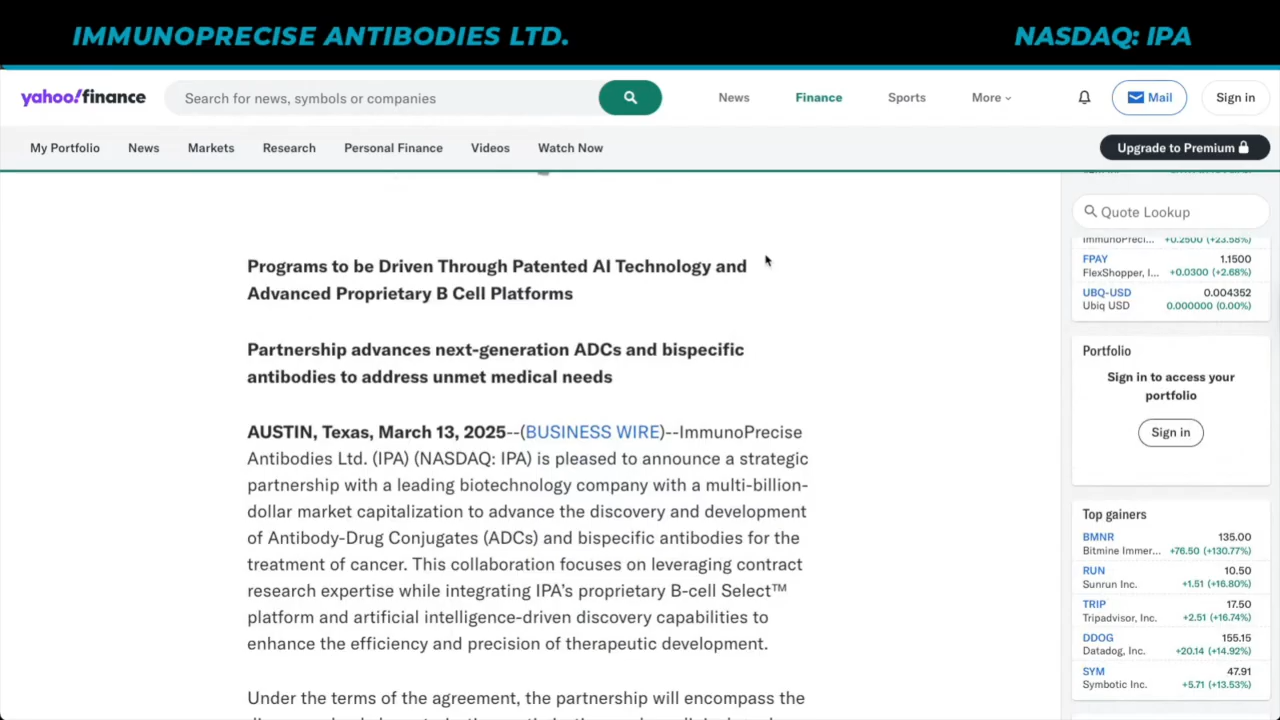 IMMUNOPRECISE ANTIBODIES LTD.
NASDAQ: IPA
yahoo!finance
Search for news, symbols or companies
News
Finance
Sports
More
Mail
Sign in
My Portfolio
News
Markets
Research
Personal Finance
Videos
Watch Now
Upgrade to Premium
Programs to be Driven Through Patented AI Technology and
Advanced Proprietary B Cell Platforms
Partnership advances next-generation ADCs and bispecific
antibodies to address unmet medical needs
AUSTIN, Texas, March 13, 2025--(BUSINESS WIRE)--ImmunoPrecise
Antibodies Ltd. (IPA) (NASDAQ: IPA) is pleased to announce a strategic
partnership with a leading biotechnology company with a multi-billion-
dollar market capitalization to advance the discovery and development
of Antibody-Drug Conjugates (ADCs) and bispecific antibodies for the
treatment of cancer. This collaboration focuses on leveraging contract
research expertise while integrating IPA's proprietary B-cell Select™
platform and artificial intelligence-driven discovery capabilities to
enhance the efficiency and precision of therapeutic development.
Under the terms of the agreement, the partnership will encompass the
Quote Lookup
ImmunoPreci... +0.2500 (+23.58%)
FPAY 1.1500
FlexShopper, I... +0.0300 (+2.68%)
UBQ-USD 0.004352
Ubiq USD 0.000000 (0.00%)
Portfolio
Sign in to access your
portfolio
Sign in
Top gainers
BMNR 135.00
Bitmine Immer... +76.50 (+130.77%)
RUN 10.50
Sunrun Inc. +1.51 (+16.80%)
TRIP 17.50
Tripadvisor, Inc. +2.51 (+16.74%)
DDOG 155.15
Datadog, Inc. +20.14 (+14.92%)
SYM 47.91
Symbotic Inc. +5.71 (+13.53%)